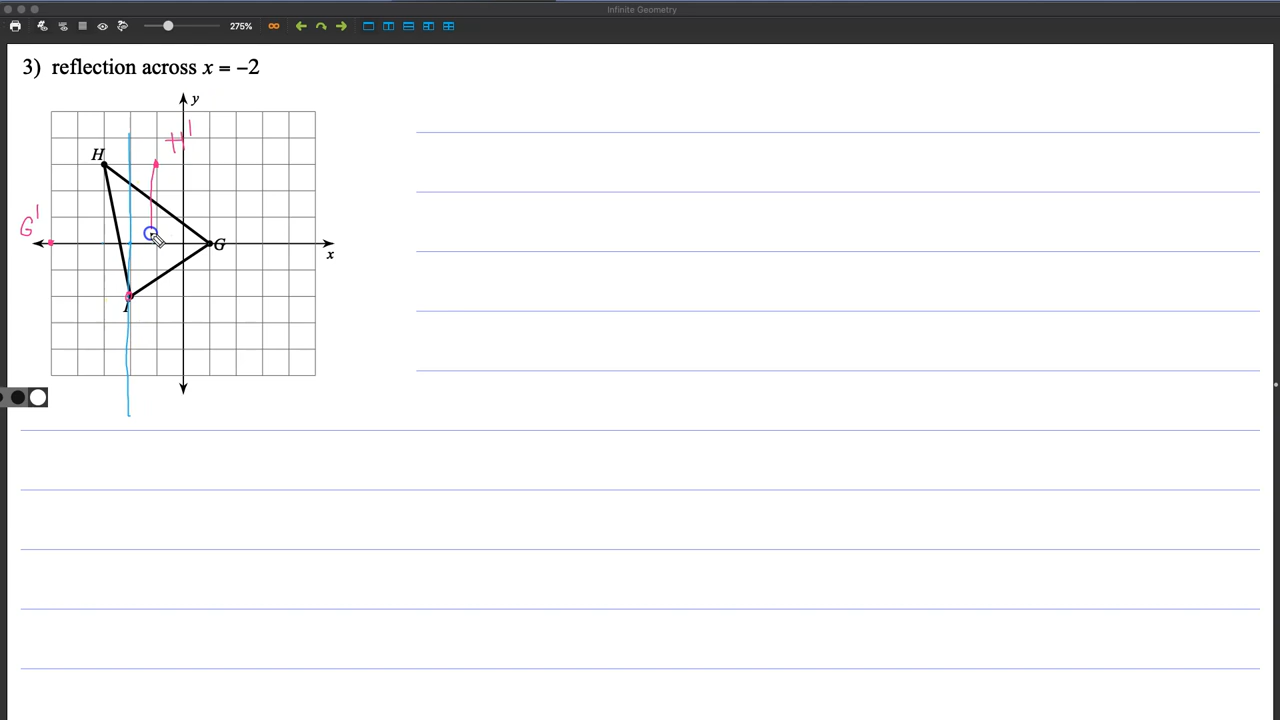 Infinite Geometry
275%
3) reflection across x = −2
y
H'
H
G'
G
x
I